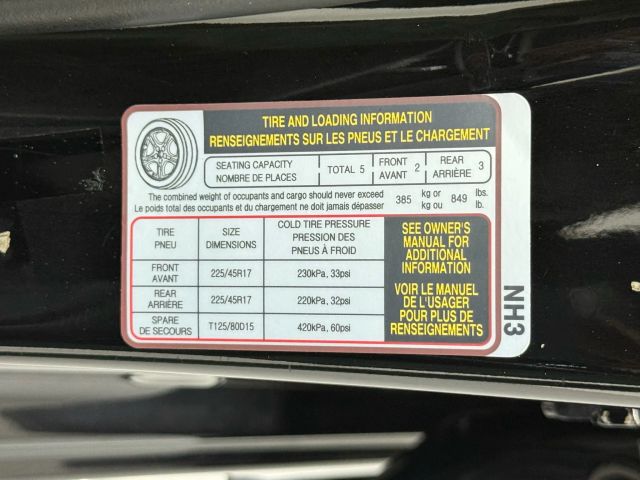 TIRE AND LOADING INFORMATION
RENSEIGNEMENTS SUR LES PNEUS ET LE CHARGEMENT
SEATING CAPACITY
NOMBRE DE PLACES
TOTAL 5
FRONT
AVANT 2
REAR
ARRIÈRE 3
The combined weight of occupants and cargo should never exceed
Le poids total des occupants et du chargement ne doit jamais dépasser
385 kg or
kg ou 849 lbs.
lb.
TIRE
PNEU
SIZE
DIMENSIONS
COLD TIRE PRESSURE
PRESSION DES
PNEUS À FROID
FRONT
AVANT
225/45R17
230kPa, 33psi
REAR
ARRIÈRE
225/45R17
220kPa, 32psi
SPARE
DE SECOURS
T125/80D15
420kPa, 60psi
SEE OWNER'S
MANUAL FOR
ADDITIONAL
INFORMATION
VOIR LE MANUEL
DE L'USAGER
POUR PLUS DE
RENSEIGNEMENTS
NH3